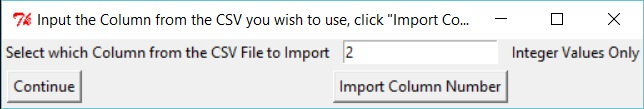 Input the Column from the CSV you wish to use, click "Import Co...
Select which Column from the CSV File to Import 2 Integer Values Only
Continue Import Column Number